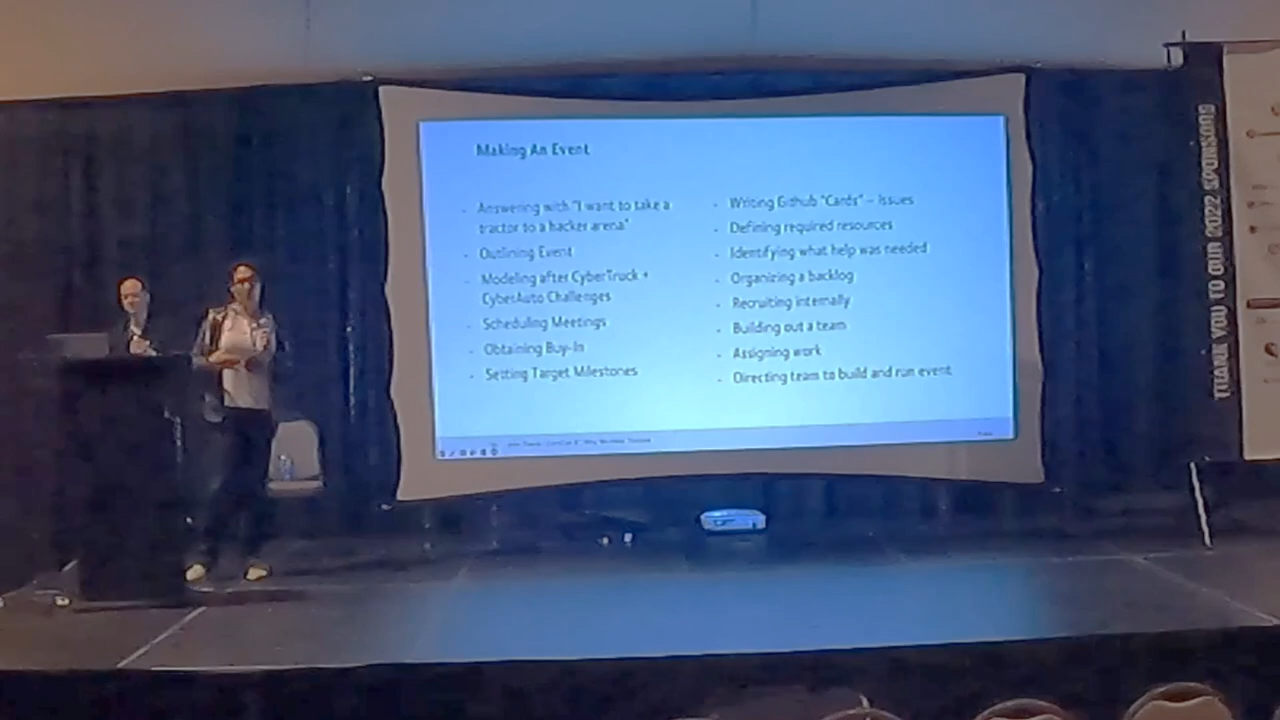 Making An Event
- Answering with "I want to take a
tractor to a hacker arena"
- Outlining Event
- Modeling after CyberTruck +
CyberAuto Challenges
- Scheduling Meetings
- Obtaining Buy-In
- Setting Target Milestones
- Writing Github "Cards" – Issues
- Defining required resources
- Identifying what help was needed
- Organizing a backlog
- Recruiting internally
- Building out a team
- Assigning work
- Directing team to build and run event
THANK YOU TO OUR 2022 SPONSORS